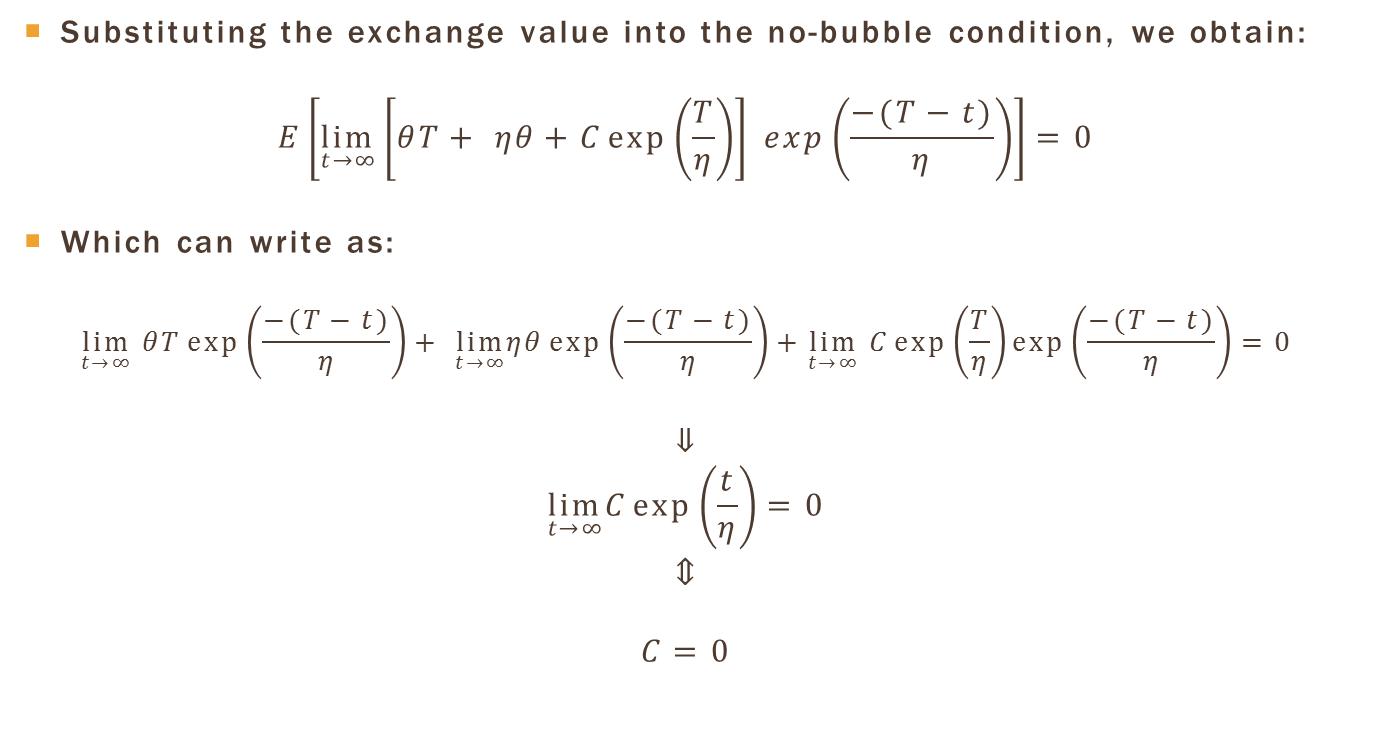 ▪ Substituting the exchange value into the no-bubble condition, we obtain:
E [lim_{t→∞} [θT + ηθ + C exp(T/η)] exp(−(T − t)/η)] = 0
▪ Which can write as:
lim_{t→∞} θT exp(−(T − t)/η) + lim_{t→∞} ηθ exp(−(T − t)/η) + lim_{t→∞} C exp(T/η) exp(−(T − t)/η) = 0
⇓
lim_{t→∞} C exp(t/η) = 0
⇕
C = 0